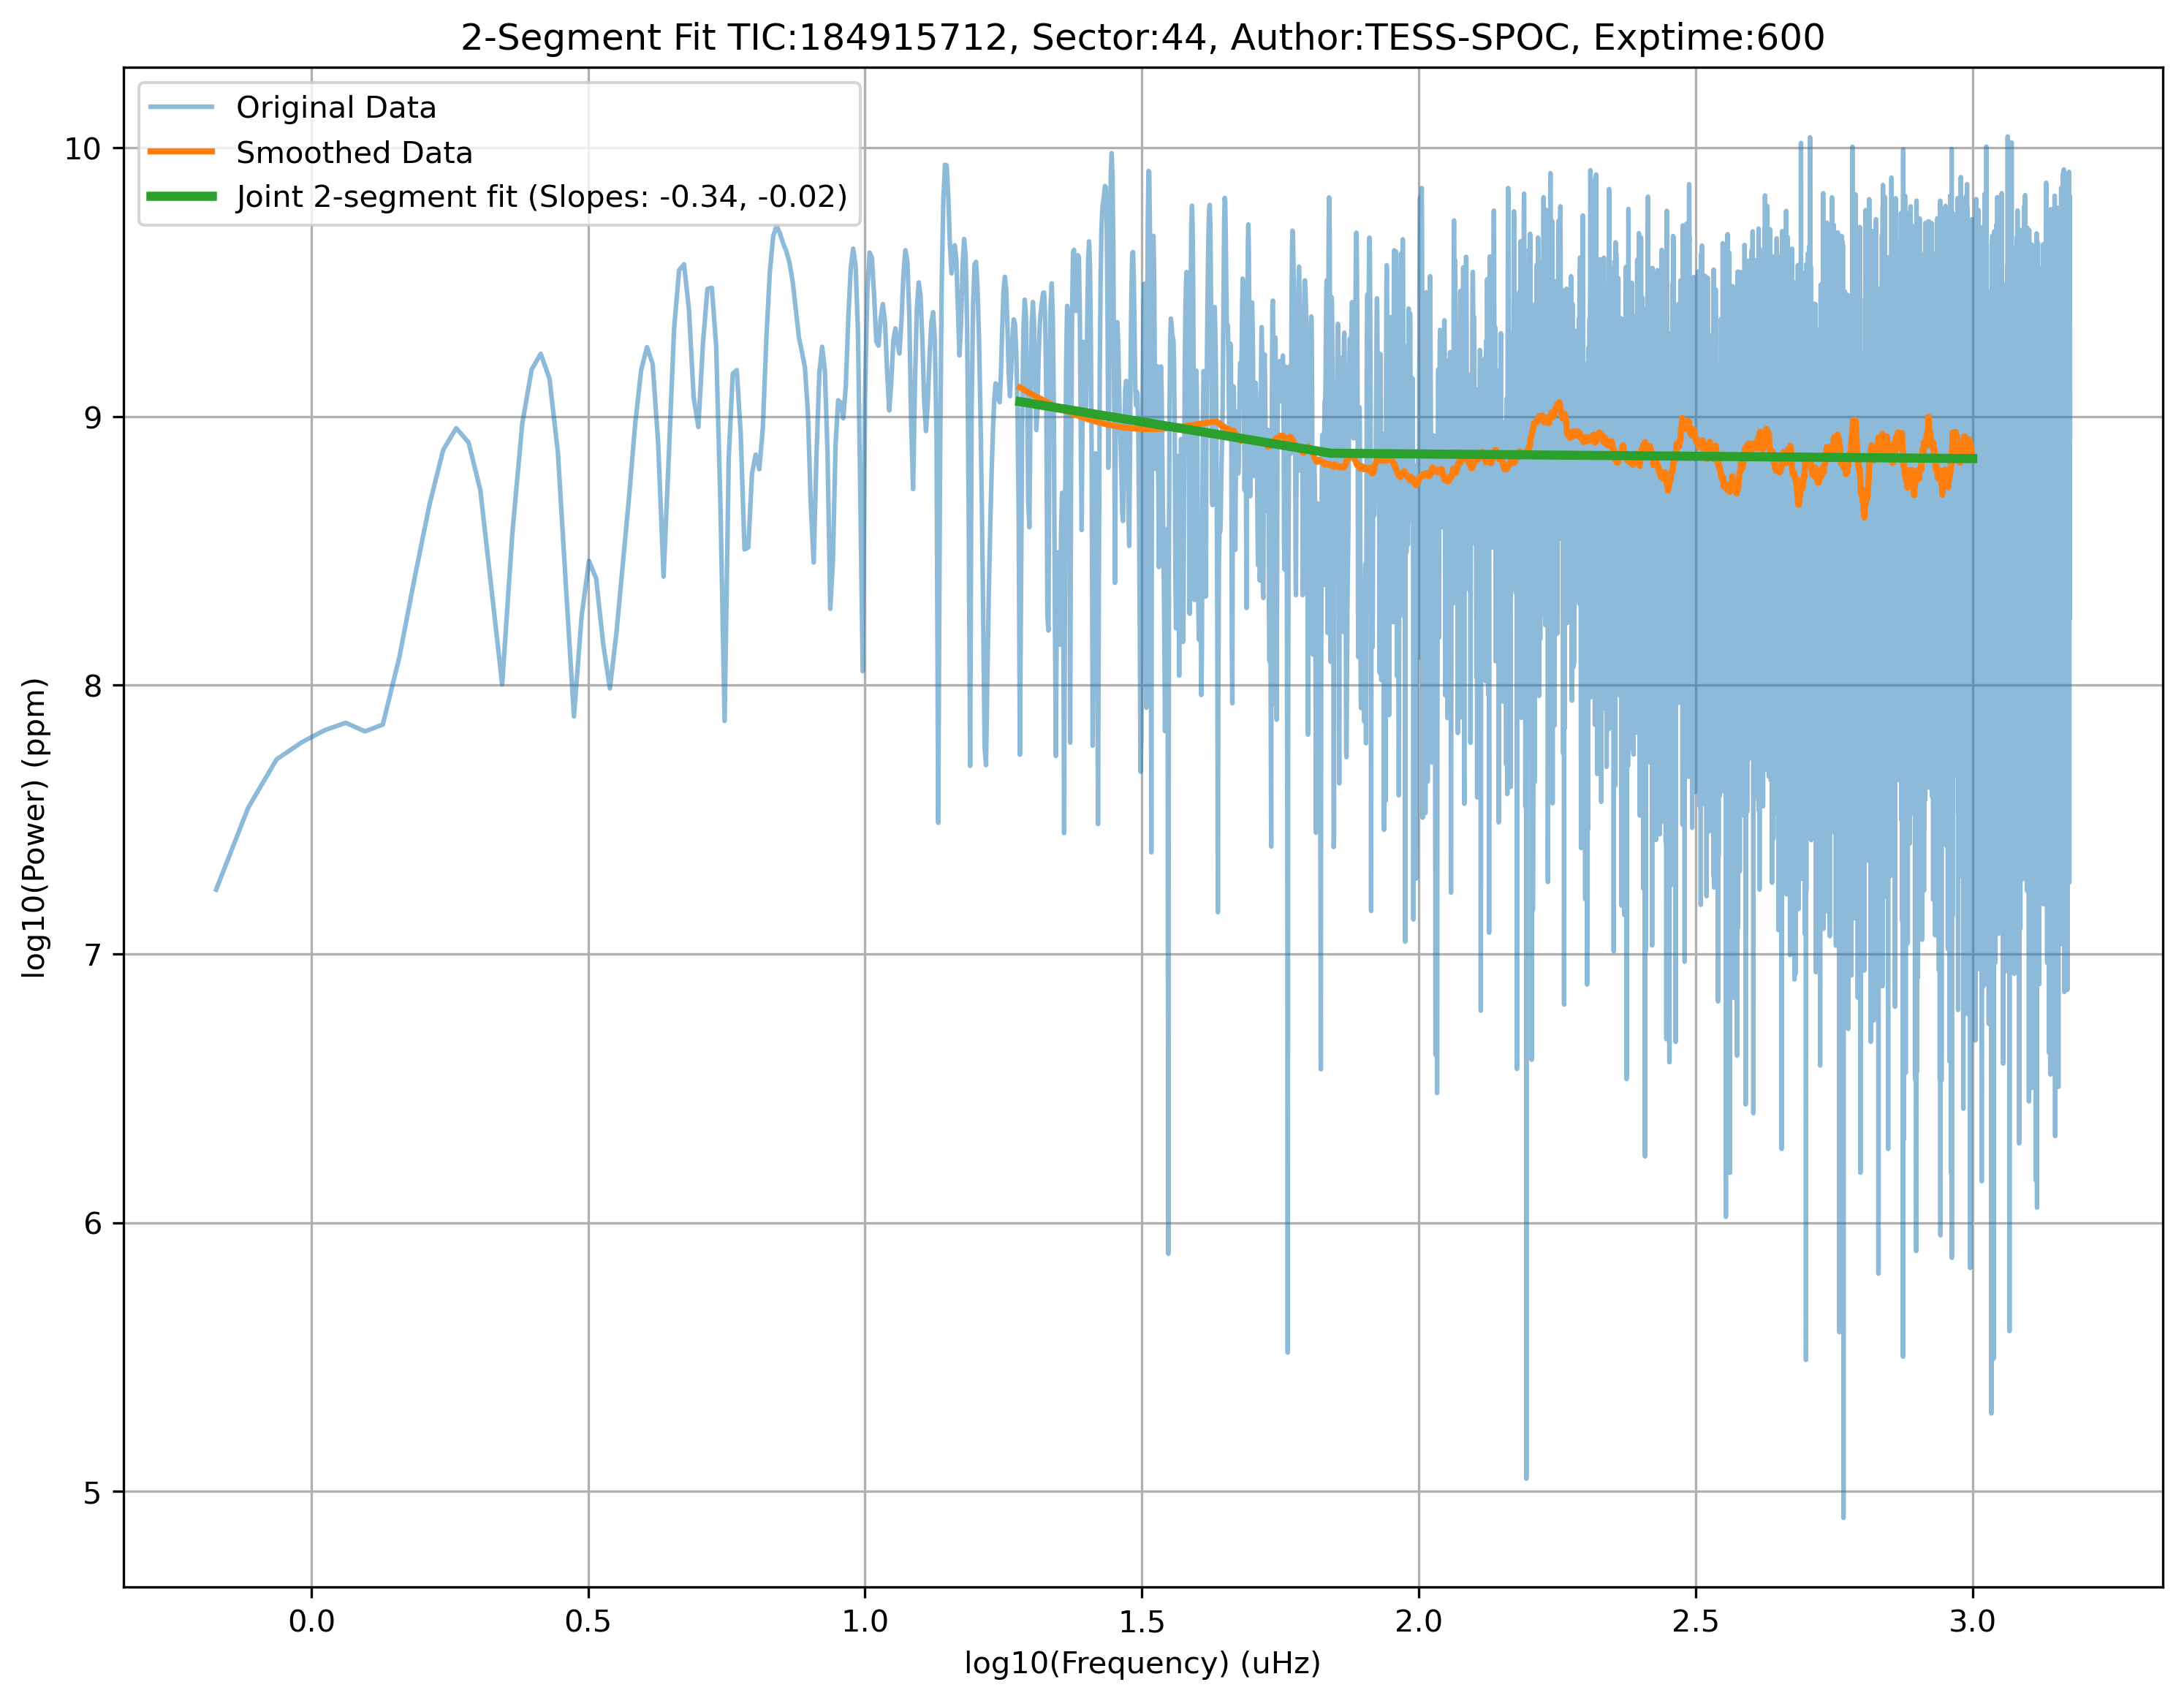 2-Segment Fit TIC:184915712, Sector:44, Author:TESS-SPOC, Exptime:600
Original Data
Smoothed Data
Joint 2-segment fit (Slopes: -0.34, -0.02)
log10(Power) (ppm)
10
9
8
7
6
5
0.0 0.5 1.0 1.5 2.0 2.5 3.0
log10(Frequency) (uHz)